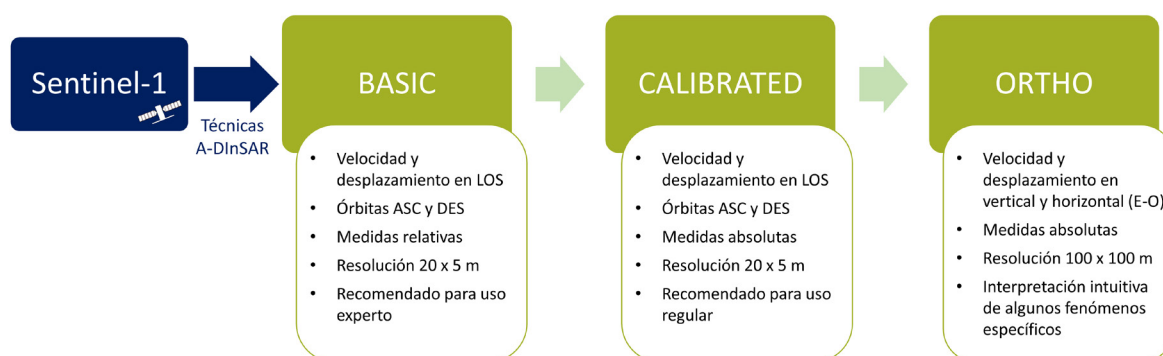 Sentinel-1
Técnicas
A-DInSAR
BASIC
• Velocidad y
desplazamiento en LOS
• Órbitas ASC y DES
• Medidas relativas
• Resolución 20 x 5 m
• Recomendado para uso
experto
CALIBRATED
• Velocidad y
desplazamiento en LOS
• Órbitas ASC y DES
• Medidas absolutas
• Resolución 20 x 5 m
• Recomendado para uso
regular
ORTHO
• Velocidad y
desplazamiento en
vertical y horizontal (E-O)
• Medidas absolutas
• Resolución 100 x 100 m
• Interpretación intuitiva
de algunos fenómenos
específicos